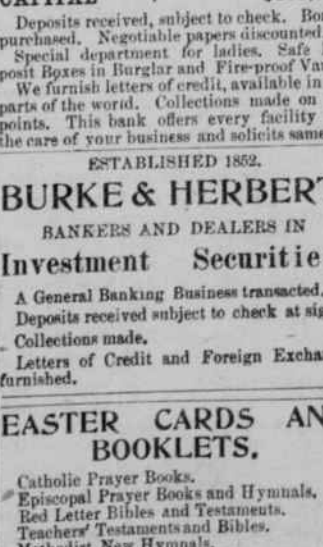 Deposits received, subject to check. Bo
purchased. Negotiable papers discounted
Special department for ladies. Safe
posit Boxes in Burglar and Fire-proof Va
We furnish letters of credit, available in
parts of the world. Collections made on
points. This bank offers every facility
the care of your business and solicits same
ESTABLISHED 1852.
BURKE & HERBERT
BANKERS AND DEALERS IN
Investment Securitie
A General Banking Business transacted.
Deposits received subject to check at sig
Collections made.
Letters of Credit and Foreign Excha
furnished.
EASTER CARDS AN
BOOKLETS.
Catholic Prayer Books.
Episcopal Prayer Books and Hymnals.
Red Letter Bibles and Testaments.
Teachers' Testaments and Bibles.
Methodist New Hymnals.